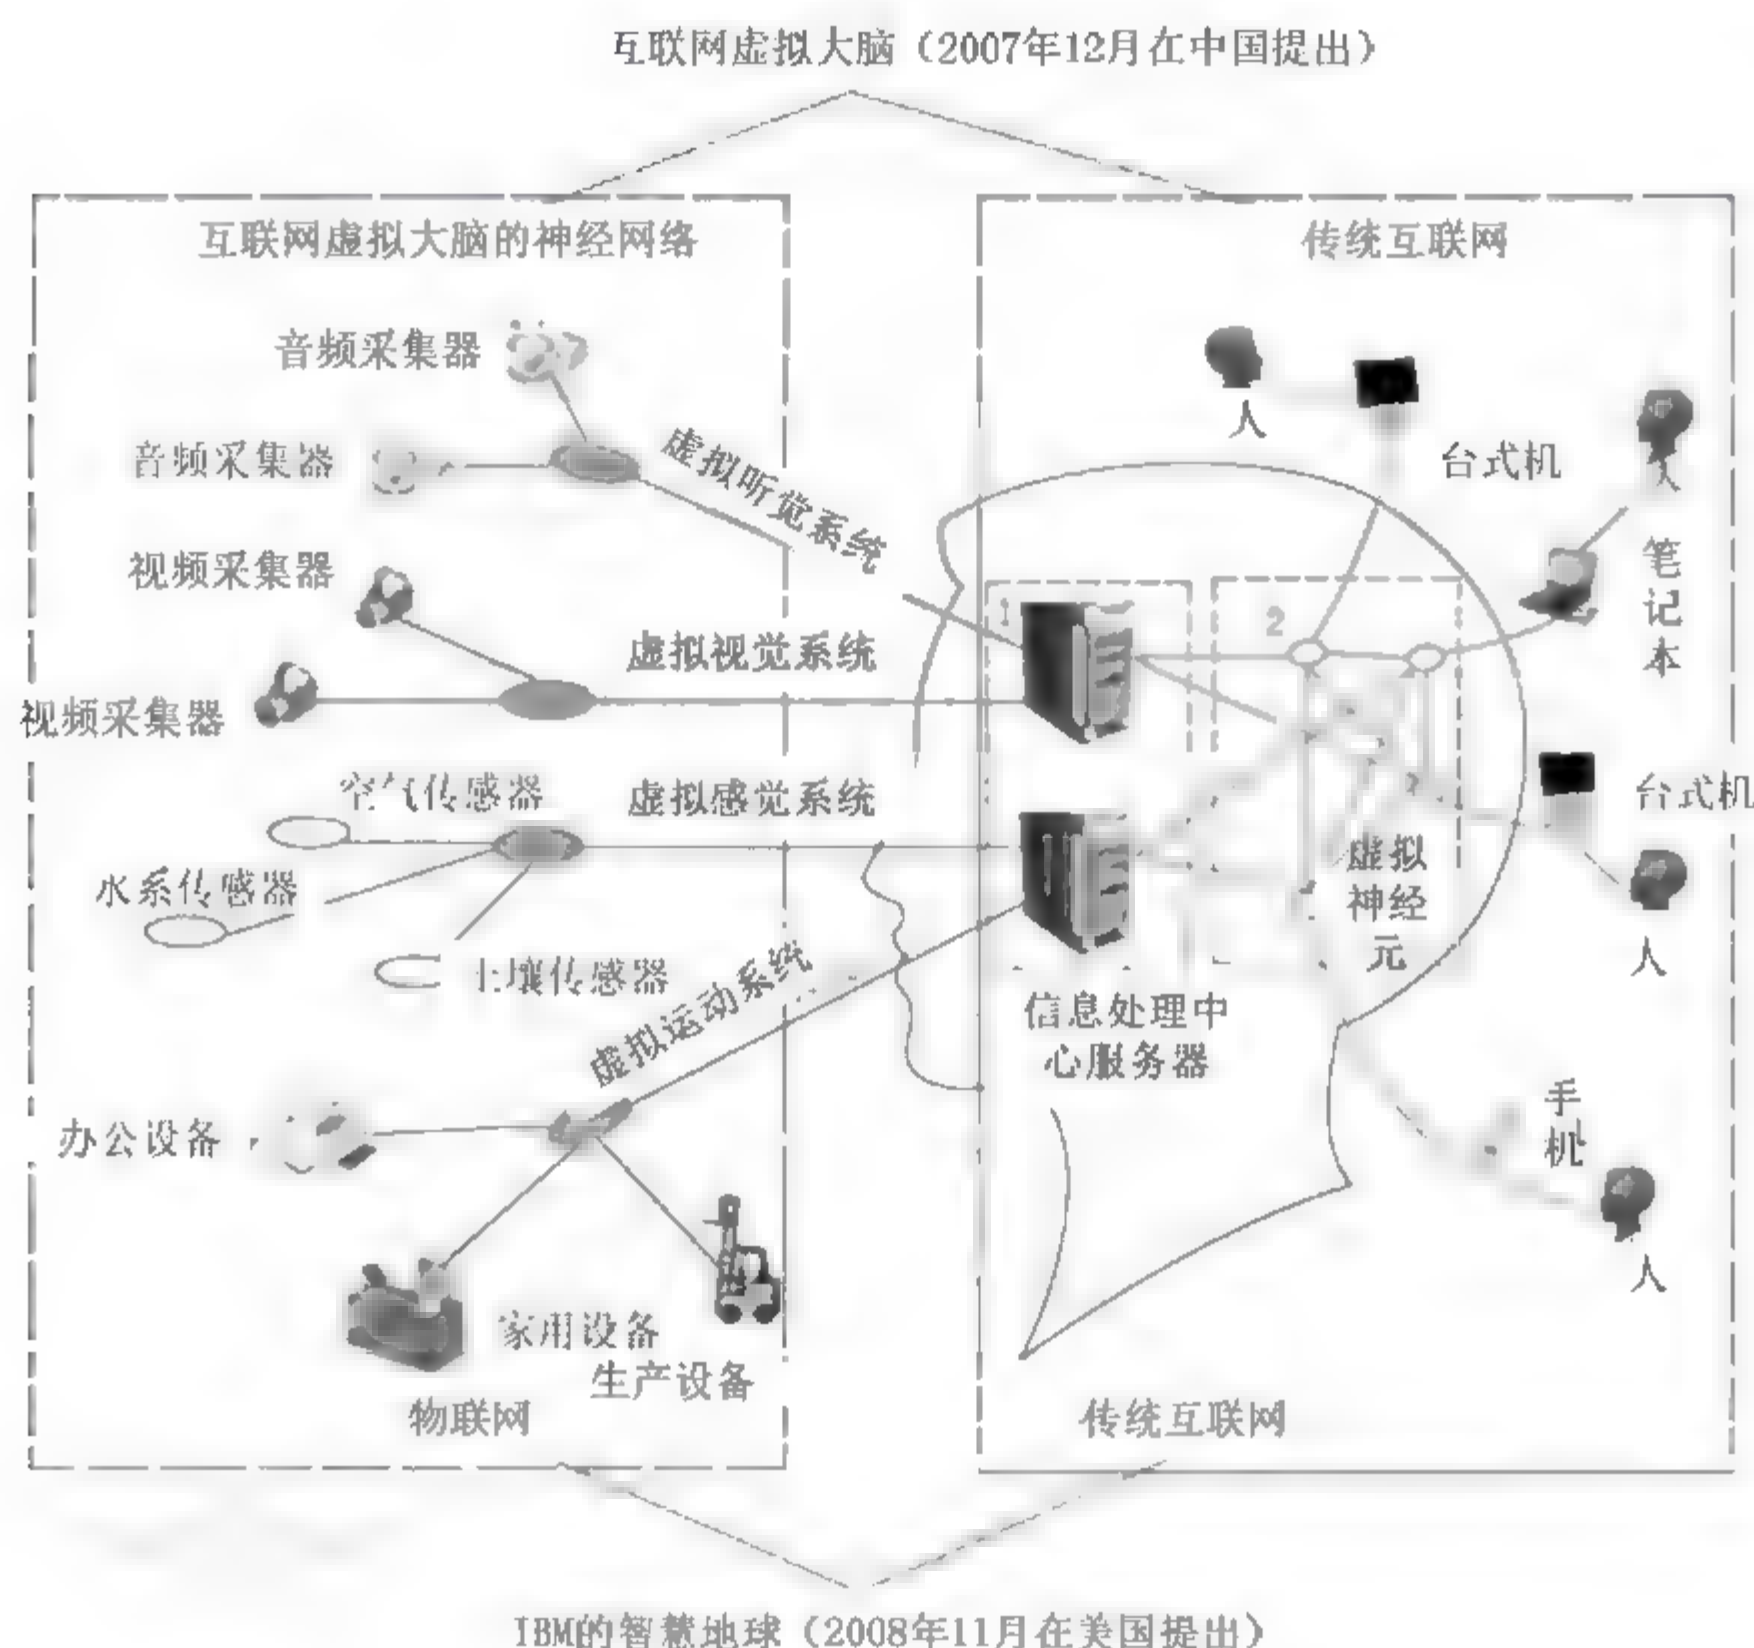 互联网虚拟大脑（2007年12月在中国提出）
互联网虚拟大脑的神经网络
传统互联网
音频采集器
人
台式机
音频采集器
虚拟听觉系统
人
视频采集器
笔
记
本
1
2
虚拟视觉系统
视频采集器
空气传感器
虚拟感觉系统
台式机
水系传感器
虚拟
神经
元
人
土壤传感器
虚拟运动系统
信息处理中
心服务器
办公设备
手
机
人
家用设备
生产设备
物联网
传统互联网
IBM的智慧地球（2008年11月在美国提出）